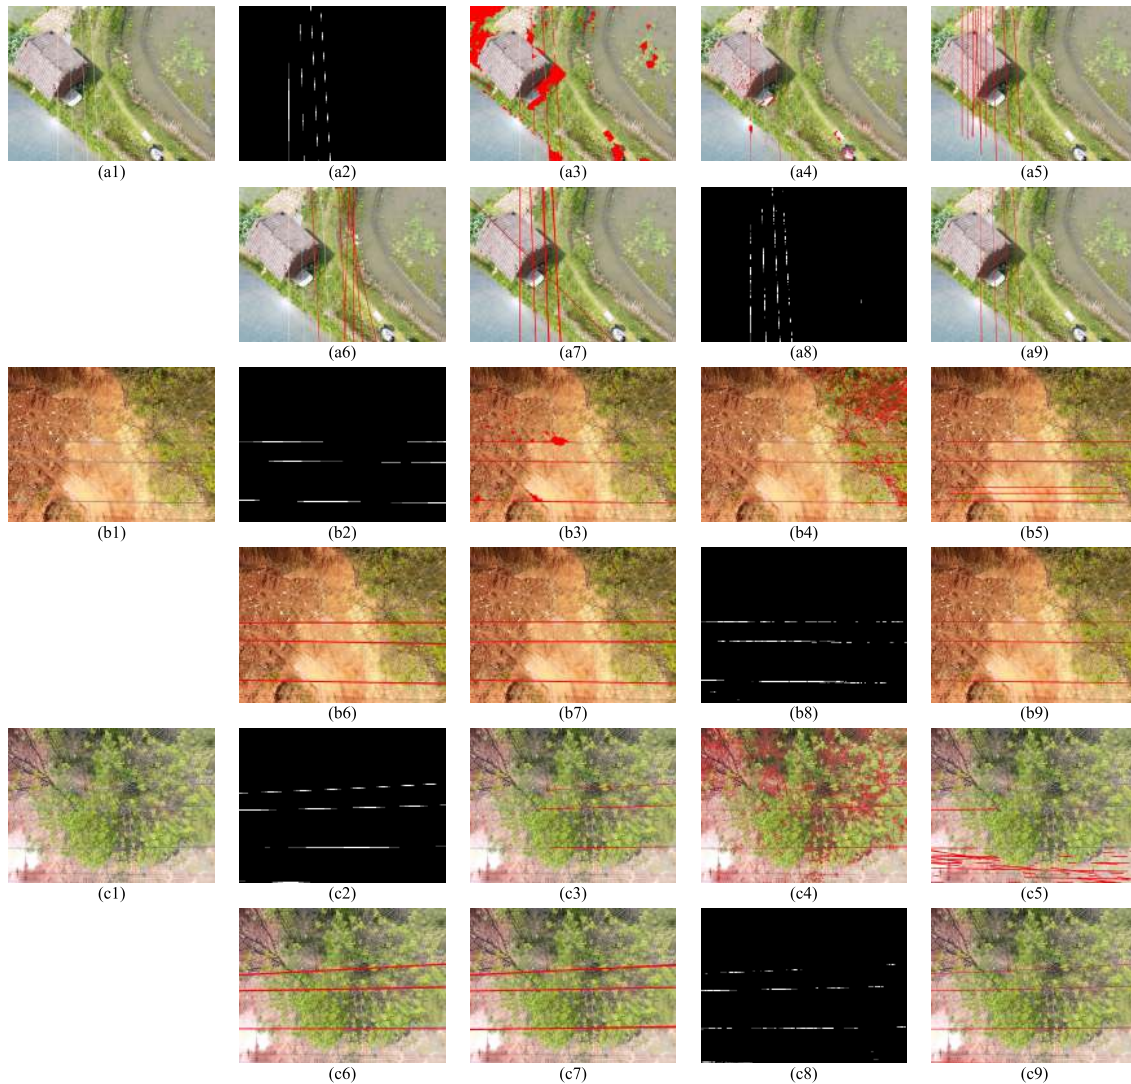 (a1) (a2) (a3) (a4) (a5)
(a6) (a7) (a8) (a9)
(b1) (b2) (b3) (b4) (b5)
(b6) (b7) (b8) (b9)
(c1) (c2) (c3) (c4) (c5)
(c6) (c7) (c8) (c9)